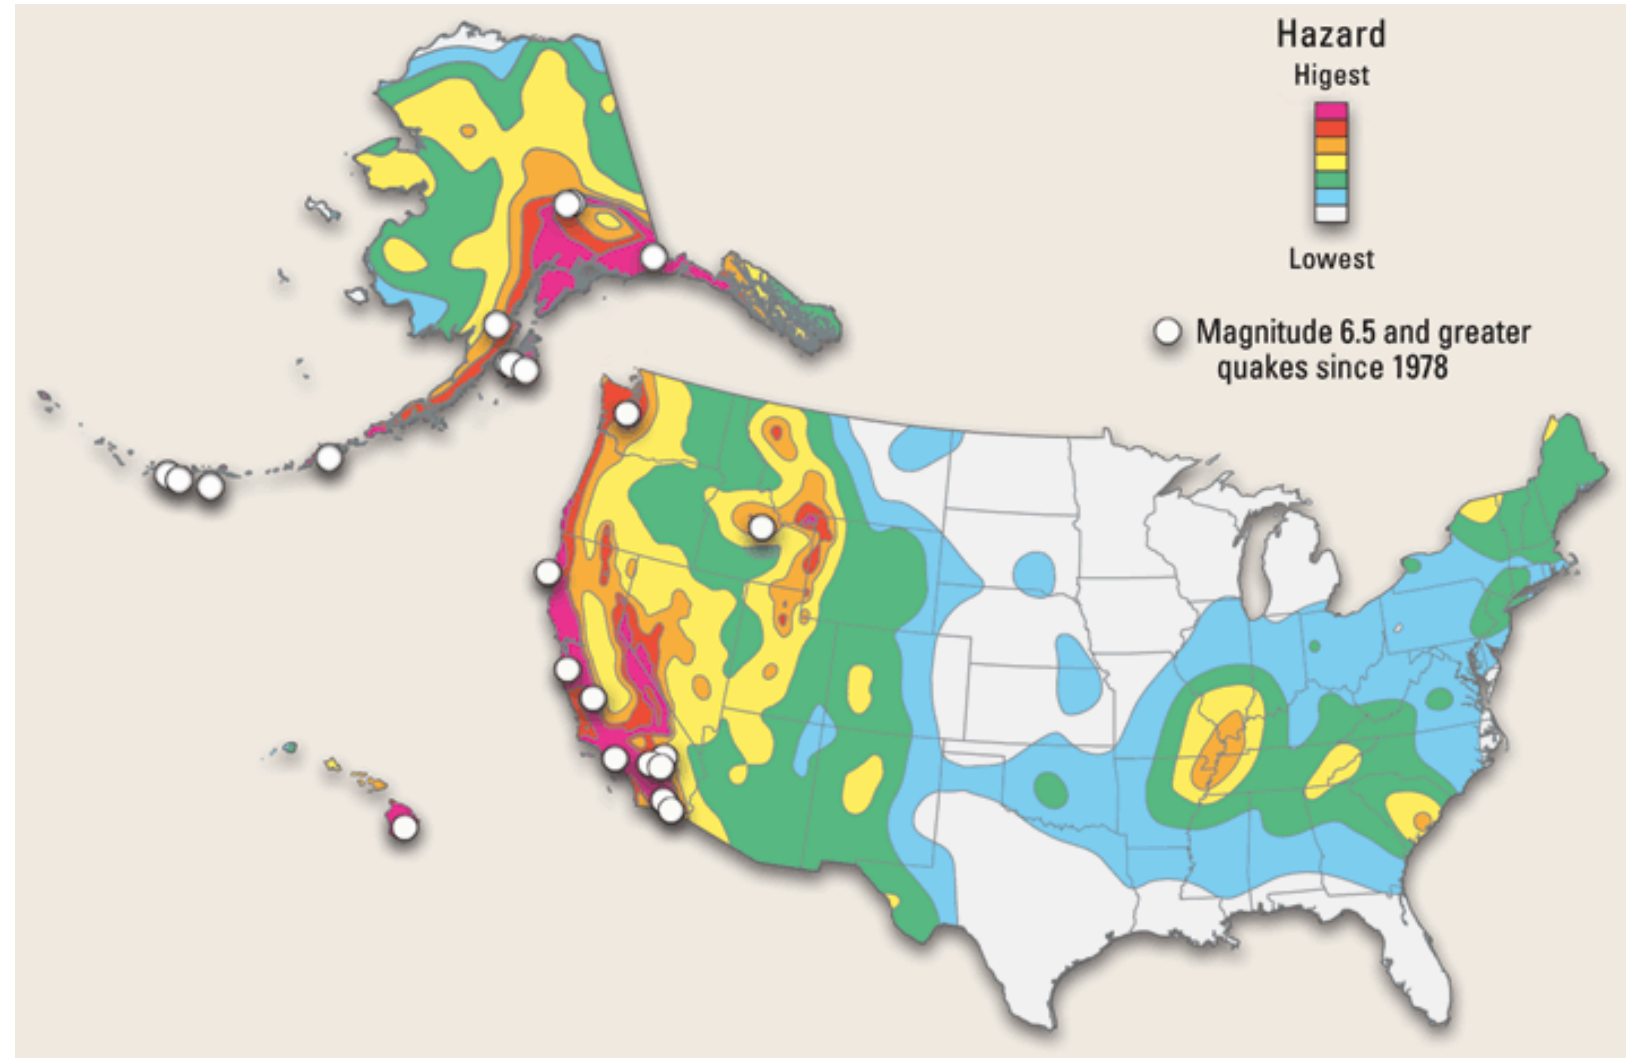 Hazard
Higest
Lowest
Magnitude 6.5 and greater
quakes since 1978